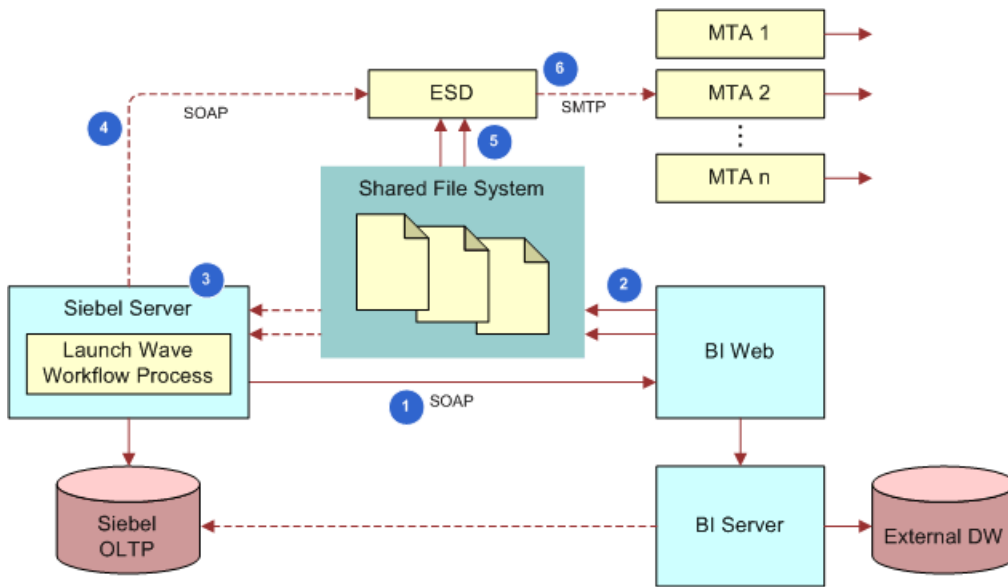 MTA 1
6
ESD
MTA 2
4
SOAP
SMTP
5
MTA n
Shared File System
3
2
Siebel Server
Launch Wave
Workflow Process
BI Web
1
SOAP
Siebel
OLTP
BI Server
External DW